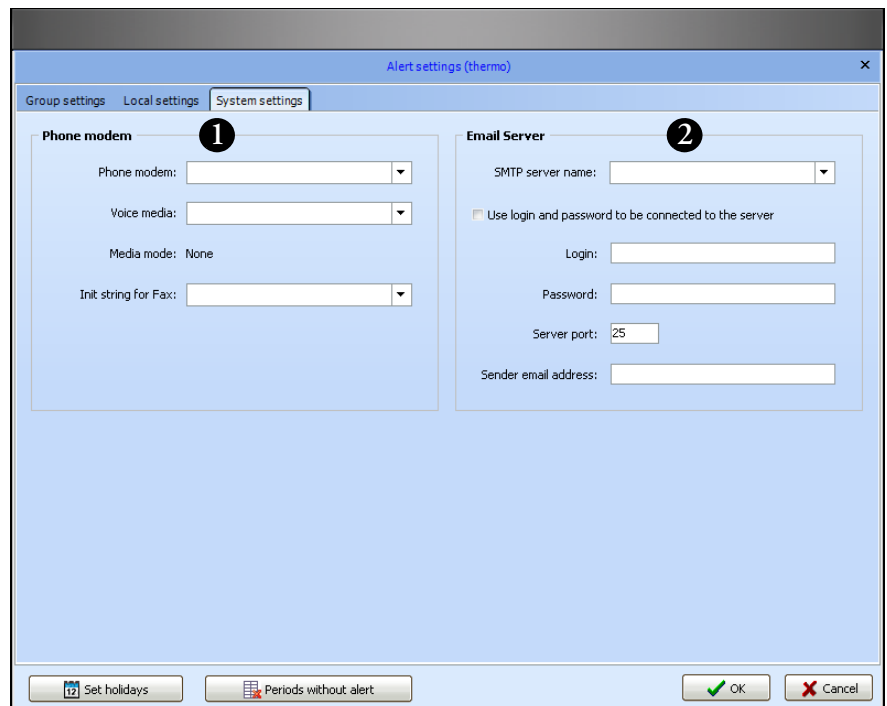 Alert settings (thermo)
Group settings Local settings System settings
Phone modem
1
Phone modem:
Voice media:
Media mode: None
Init string for Fax:
Email Server
2
SMTP server name:
Use login and password to be connected to the server
Login:
Password:
Server port: 25
Sender email address:
12 Set holidays
Periods without alert
OK
Cancel